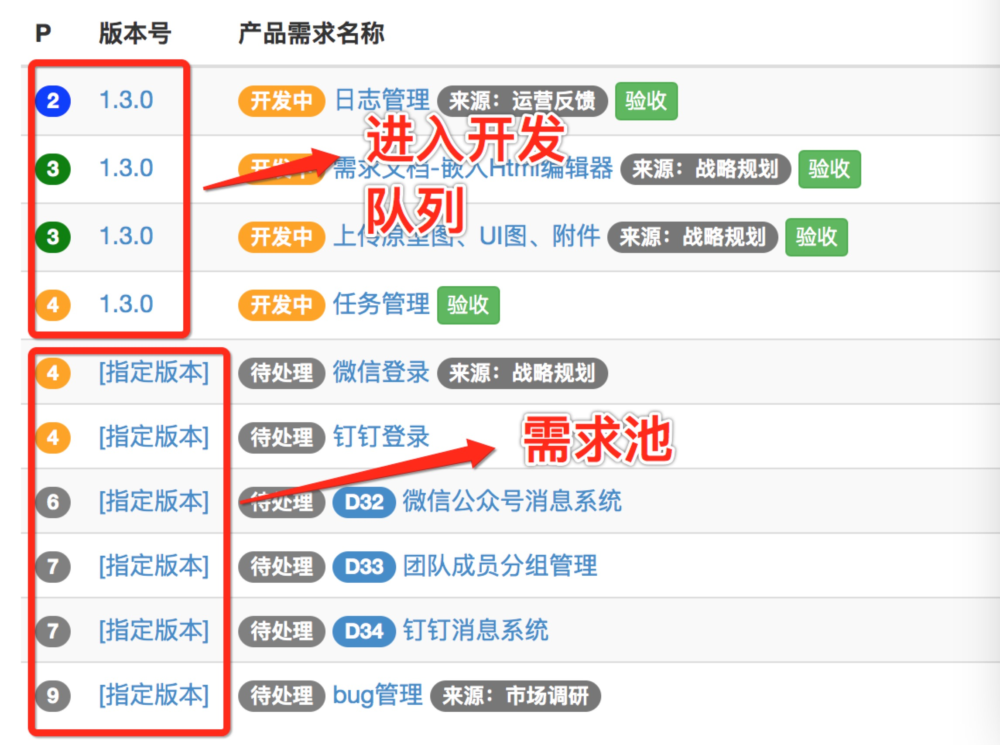 P 版本号 产品需求名称
2 1.3.0 开发中 日志管理 来源：运营反馈 验收
进入开发
3 1.3.0 开发中 需求文档-嵌入Html编辑器 来源：战略规划 验收
队列
3 1.3.0 开发中 上传原型图、UI图、附件 来源：战略规划 验收
4 1.3.0 开发中 任务管理 验收
4 [指定版本] 待处理 微信登录 来源：战略规划
4 [指定版本] 待处理 钉钉登录
需求池
6 [指定版本] 待处理 D32 微信公众号消息系统
7 [指定版本] 待处理 D33 团队成员分组管理
7 [指定版本] 待处理 D34 钉钉消息系统
9 [指定版本] 待处理 bug管理 来源：市场调研